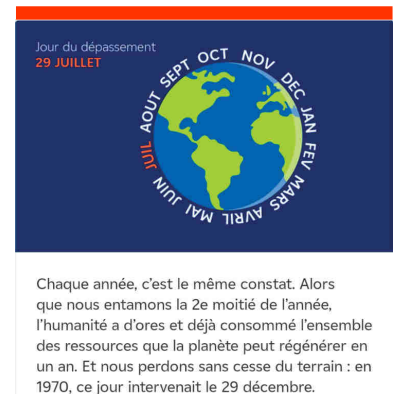 Jour du dépassement
29 JUILLET
JAN FEV MARS AVRIL MAI JUIN JUIL AOUT SEPT OCT NOV DEC
Chaque année, c'est le même constat. Alors
que nous entamons la 2e moitié de l'année,
l'humanité a d'ores et déjà consommé l'ensemble
des ressources que la planète peut régénérer en
un an. Et nous perdons sans cesse du terrain : en
1970, ce jour intervenait le 29 décembre.